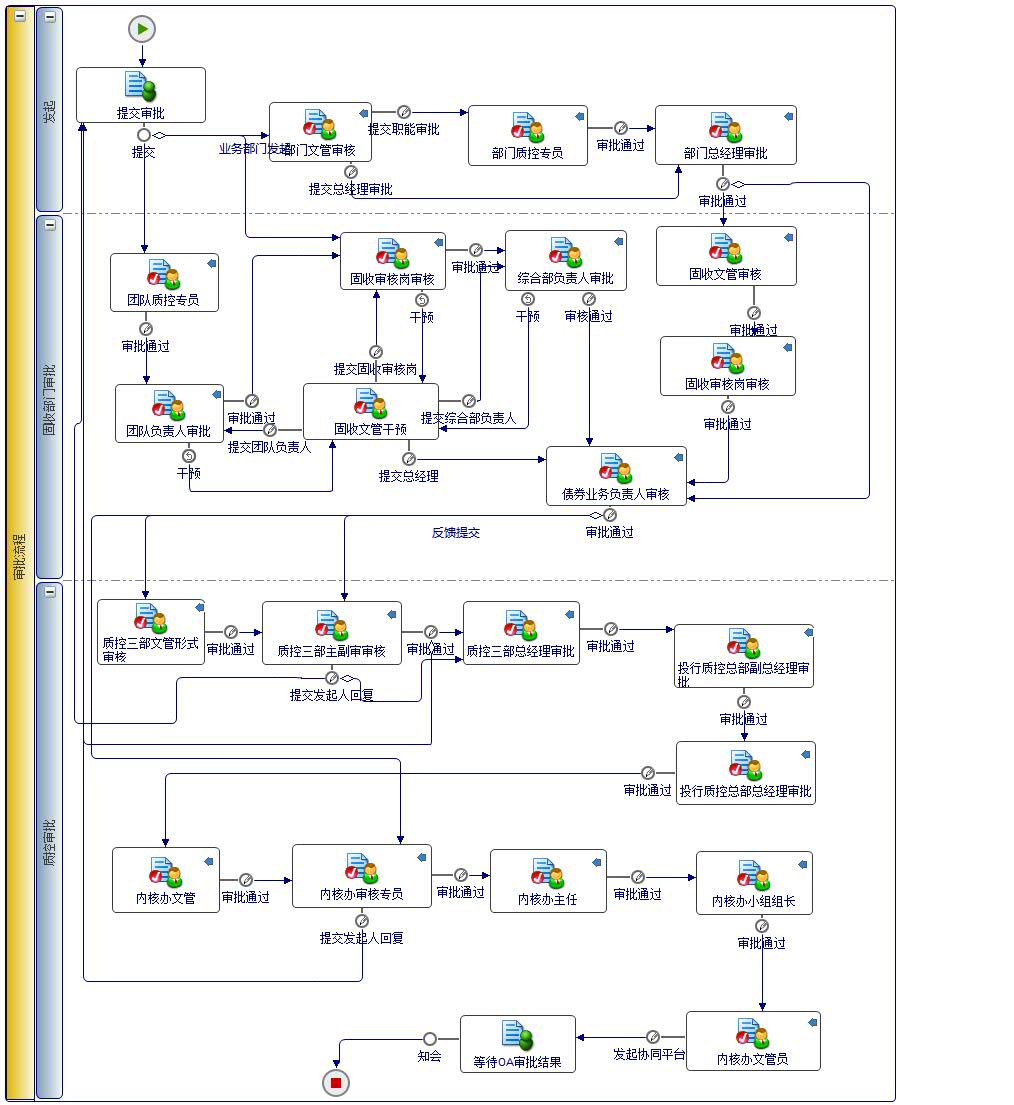 审批流程
发起
提交审批
提交
业务部门发起
部门文管审核
提交职能审批
部门质控专员
审批通过
部门总经理审批
提交总经理审批
审批通过
固收部门审批
团队质控专员
固收审核岗审核
审批通过
综合部负责人审批
固收文管审核
干预
干预
审核通过
审批通过
审批通过
提交固收审核岗
固收审核岗审核
团队负责人审批
审批通过
固收文管干预
提交综合部负责人
审批通过
提交团队负责人
干预
提交总经理
债券业务负责人审核
反馈提交
审批通过
质控审批
质控三部文管形式
审核
审批通过
质控三部主副审审核
审批通过
质控三部总经理审批
审批通过
投行质控总部副总经理审
批
提交发起人回复
审批通过
投行质控总部总经理审批
审批通过
内核办文管
审批通过
内核办审核专员
审批通过
内核办主任
审批通过
内核办小组组长
提交发起人回复
审批通过
知会
等待OA审批结果
发起协同平台
内核办文管员